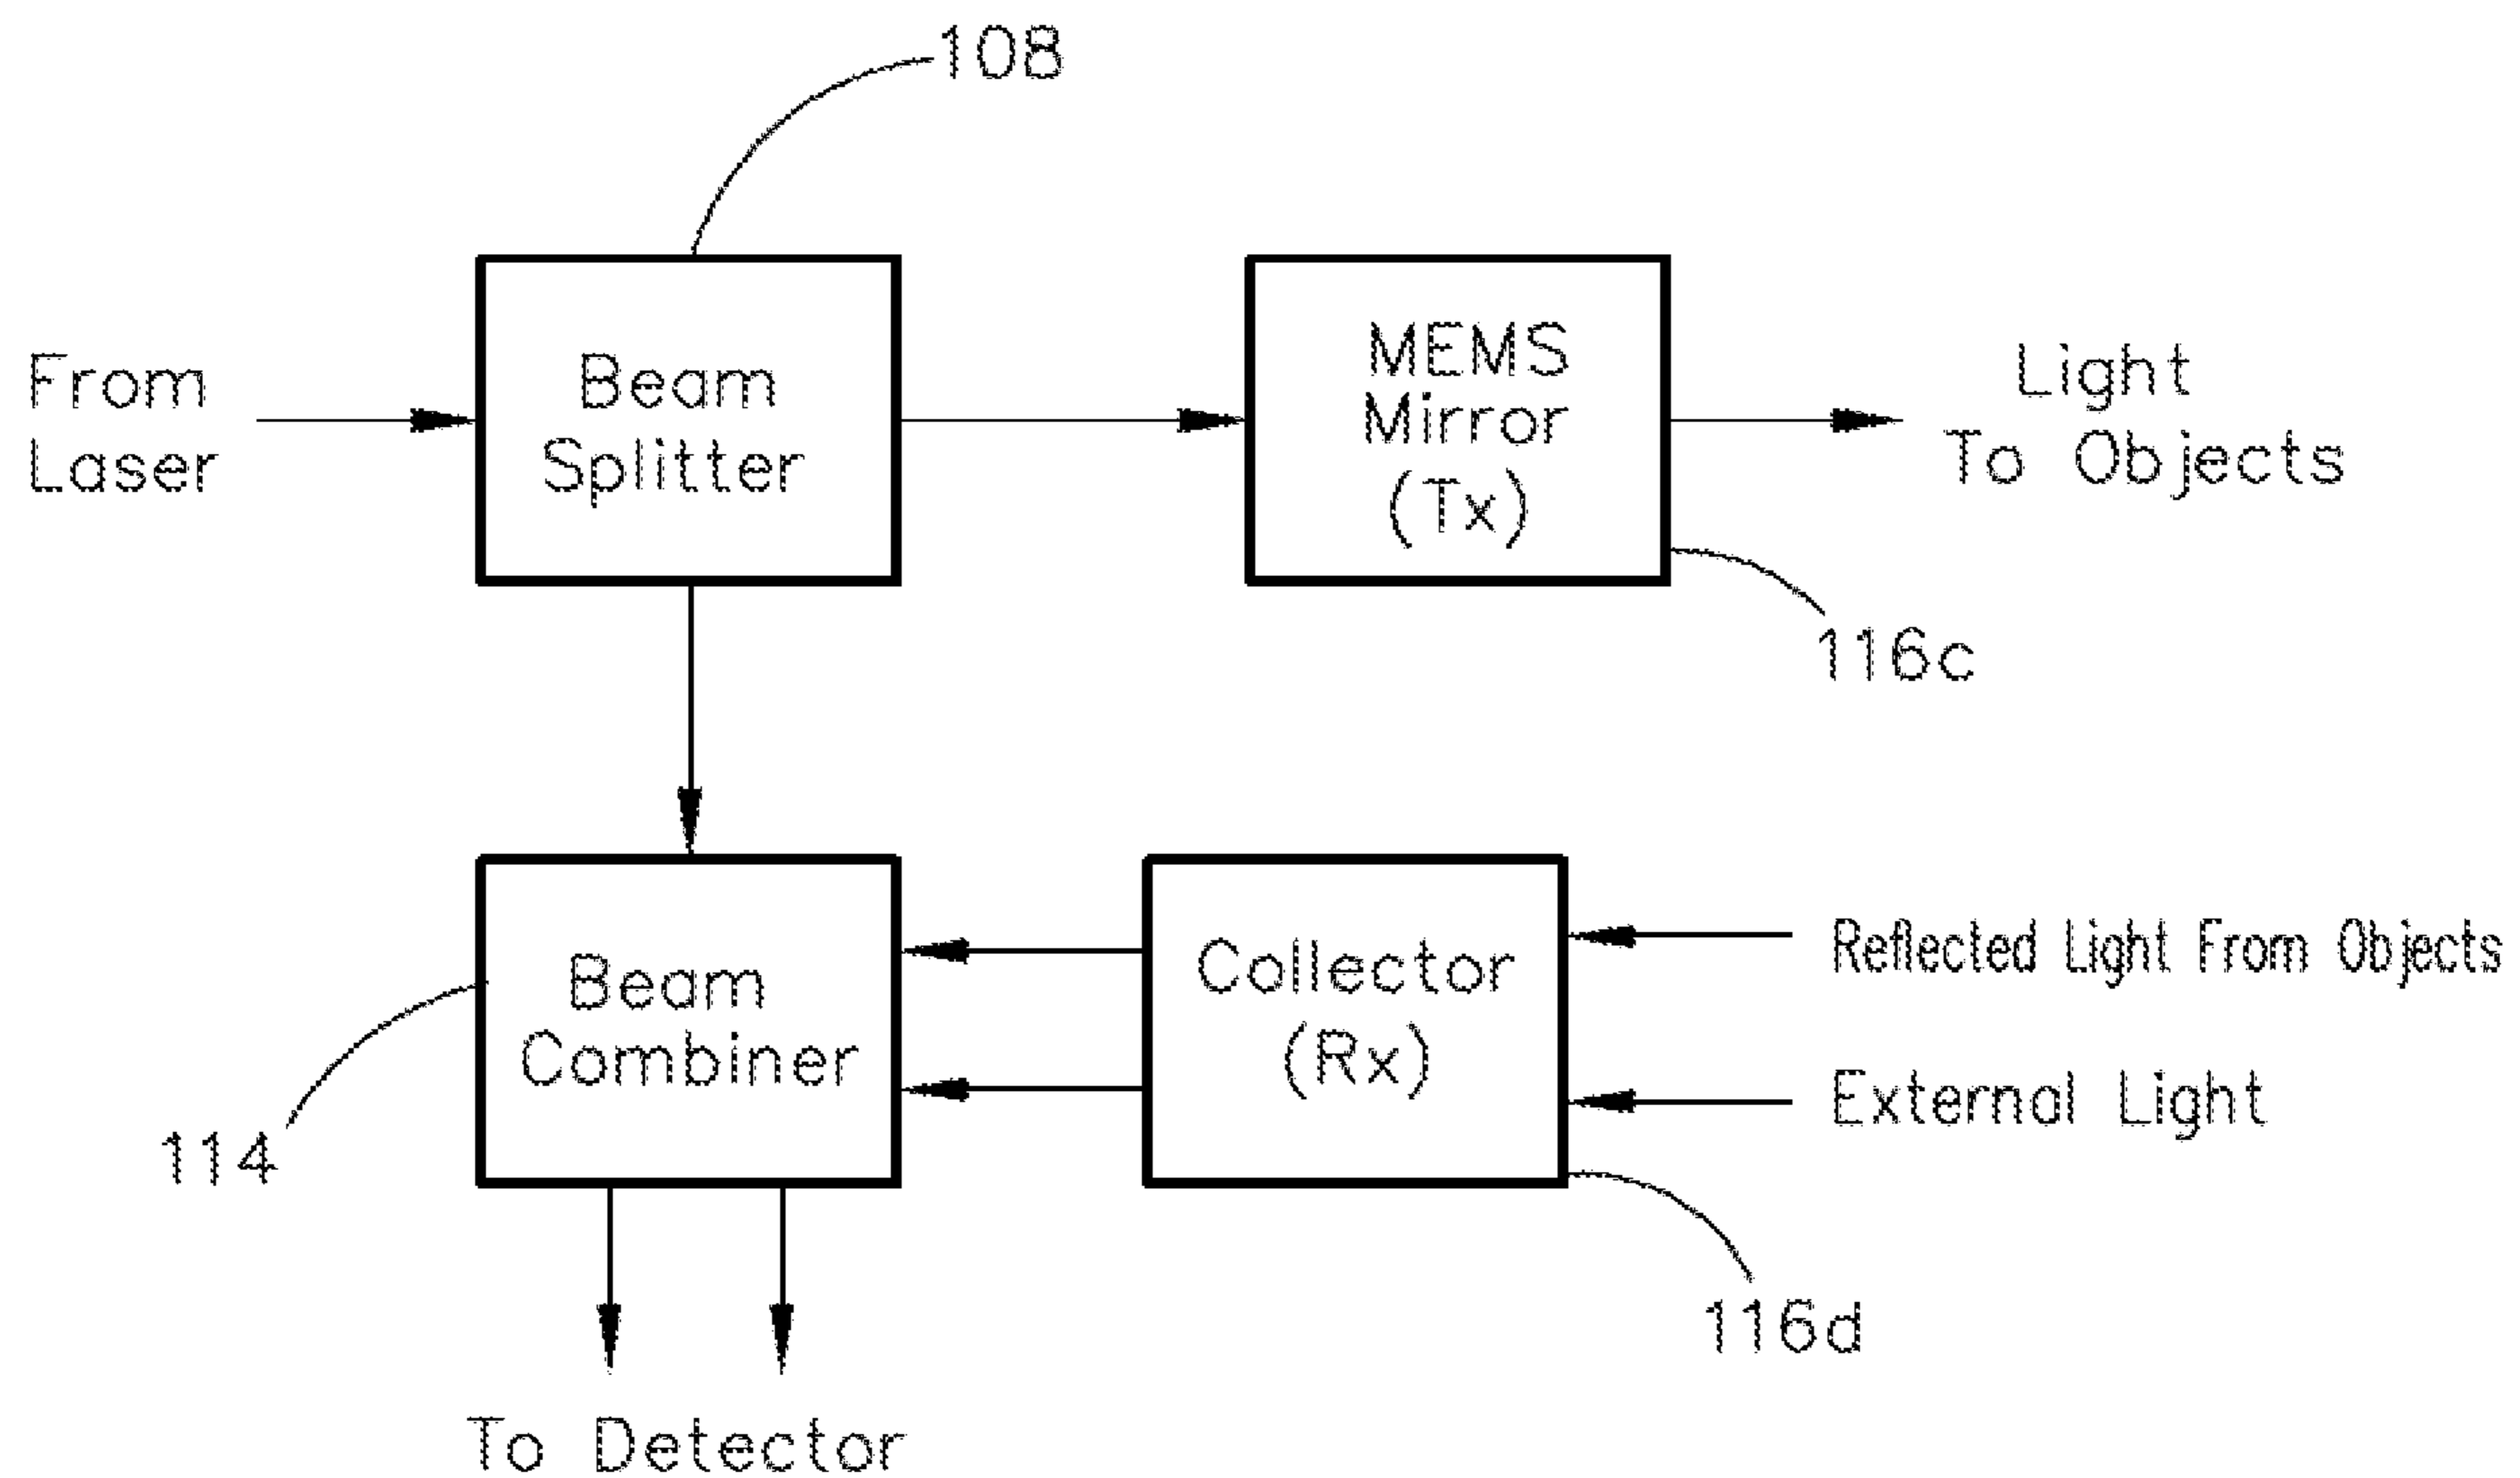 108
From
Laser
Beam
Splitter
MEMS
Mirror
(Tx)
Light
To Objects
116c
Beam
Combiner
Collector
(Rx)
Reflected Light From Objects
External Light
114
116d
To Detector